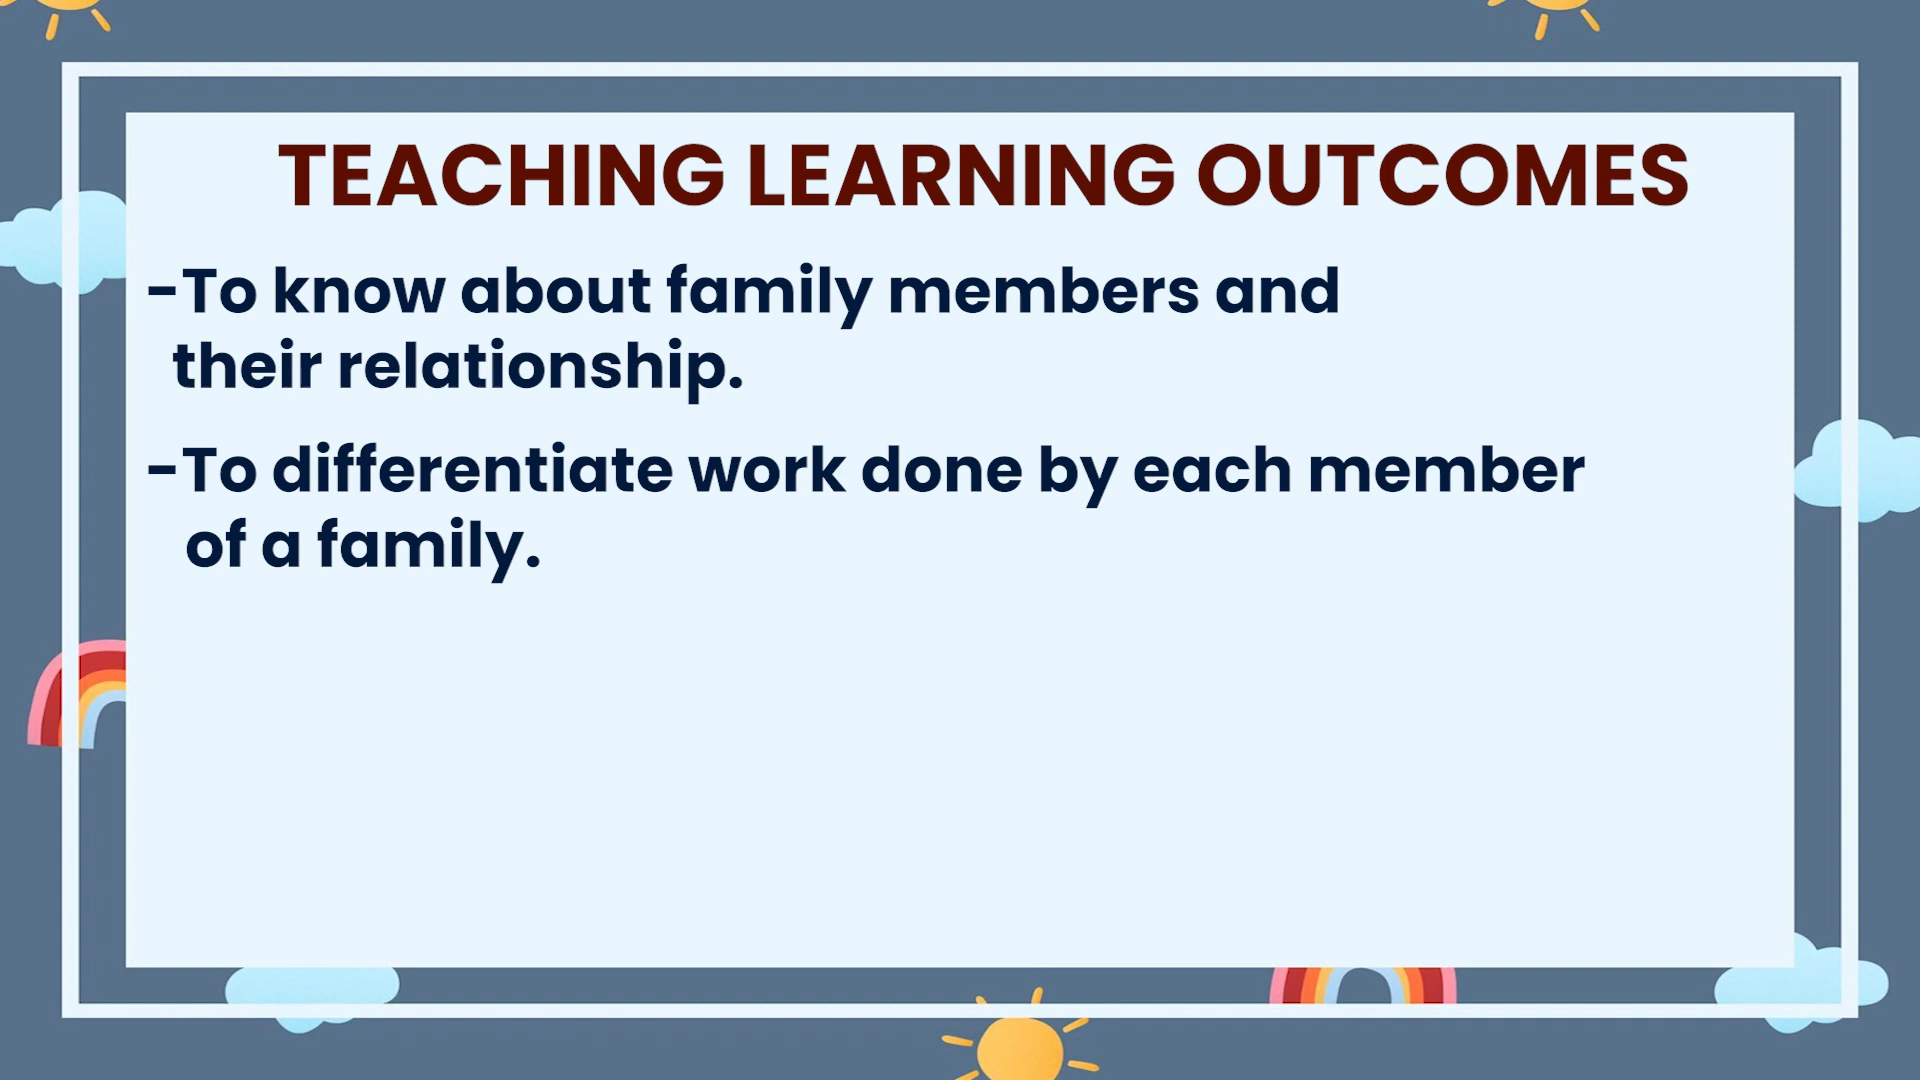 TEACHING LEARNING OUTCOMES
-To know about family members and
their relationship.
-To differentiate work done by each member
of a family.